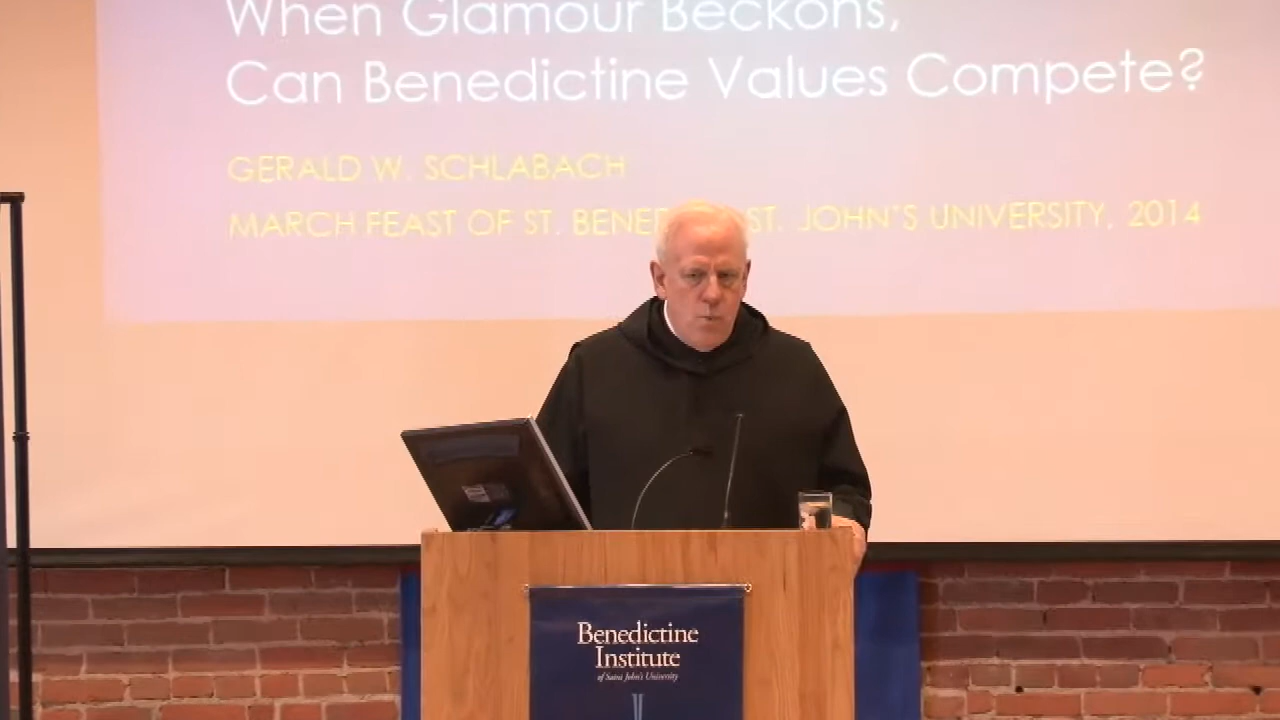 When Glamour Beckons,
Can Benedictine Values Compete?
GERALD W. SCHLABACH
MARCH FEAST OF ST. BENE ST. JOHN'S UNIVERSITY, 2014
Benedictine
Institute
of Saint John's University